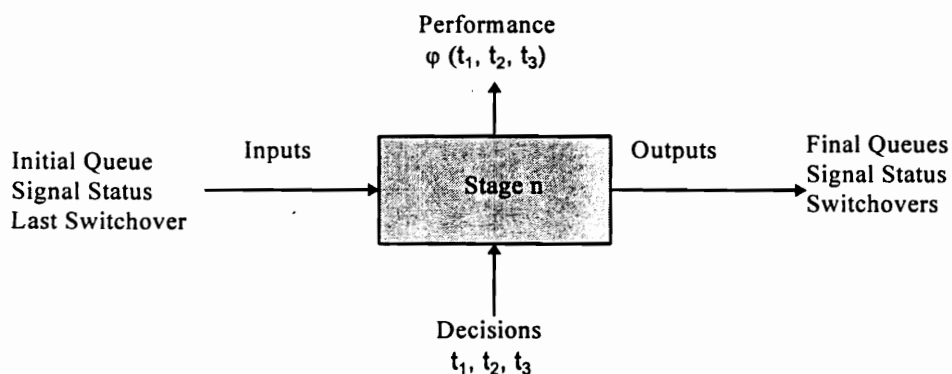 Performance
φ (t₁, t₂, t₃)
Inputs
Outputs
Initial Queue
Signal Status
Last Switchover
Stage n
Final Queues
Signal Status
Switchovers
Decisions
t₁, t₂, t₃